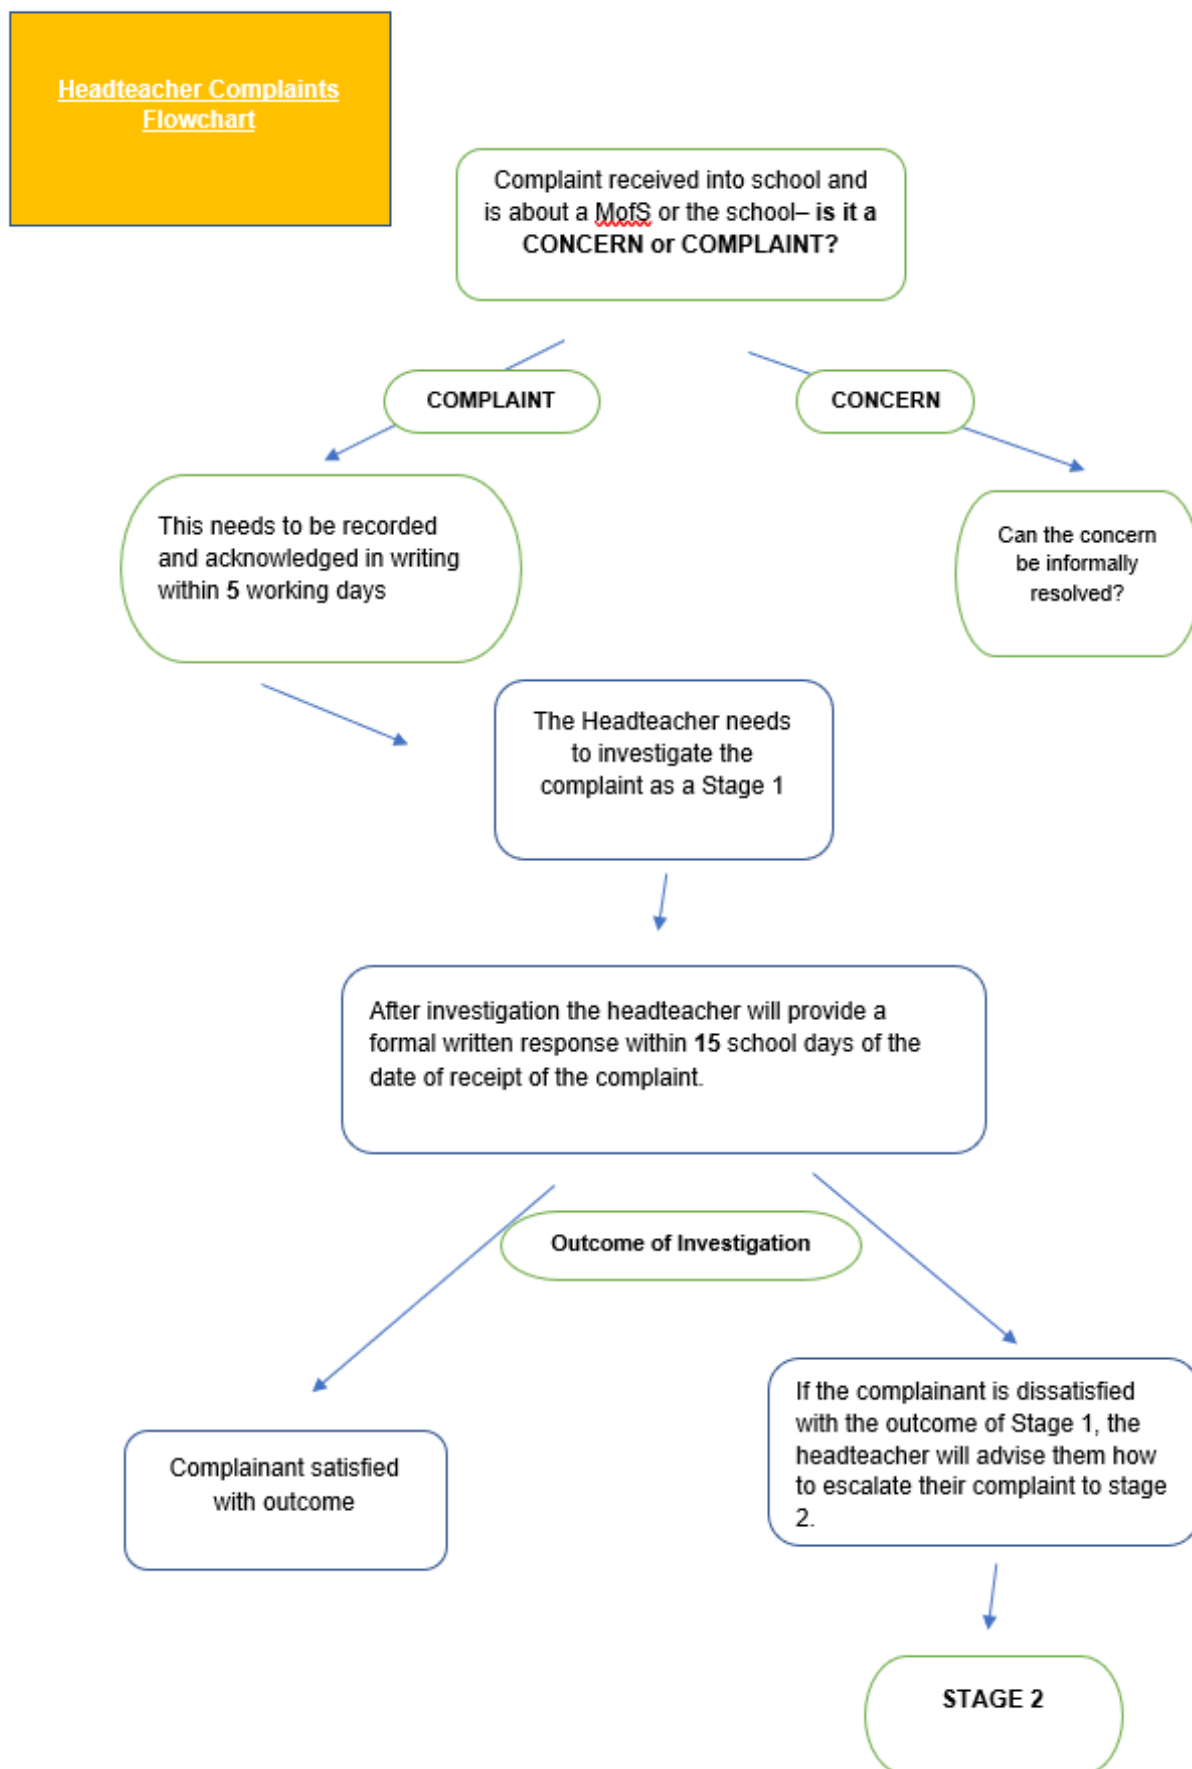 Headteacher Complaints
Flowchart
Complaint received into school and
is about a MofS or the school– is it a
CONCERN or COMPLAINT?
COMPLAINT
CONCERN
This needs to be recorded
and acknowledged in writing
within 5 working days
Can the concern
be informally
resolved?
The Headteacher needs
to investigate the
complaint as a Stage 1
After investigation the headteacher will provide a
formal written response within 15 school days of the
date of receipt of the complaint.
Outcome of Investigation
Complainant satisfied
with outcome
If the complainant is dissatisfied
with the outcome of Stage 1, the
headteacher will advise them how
to escalate their complaint to stage
2.
STAGE 2